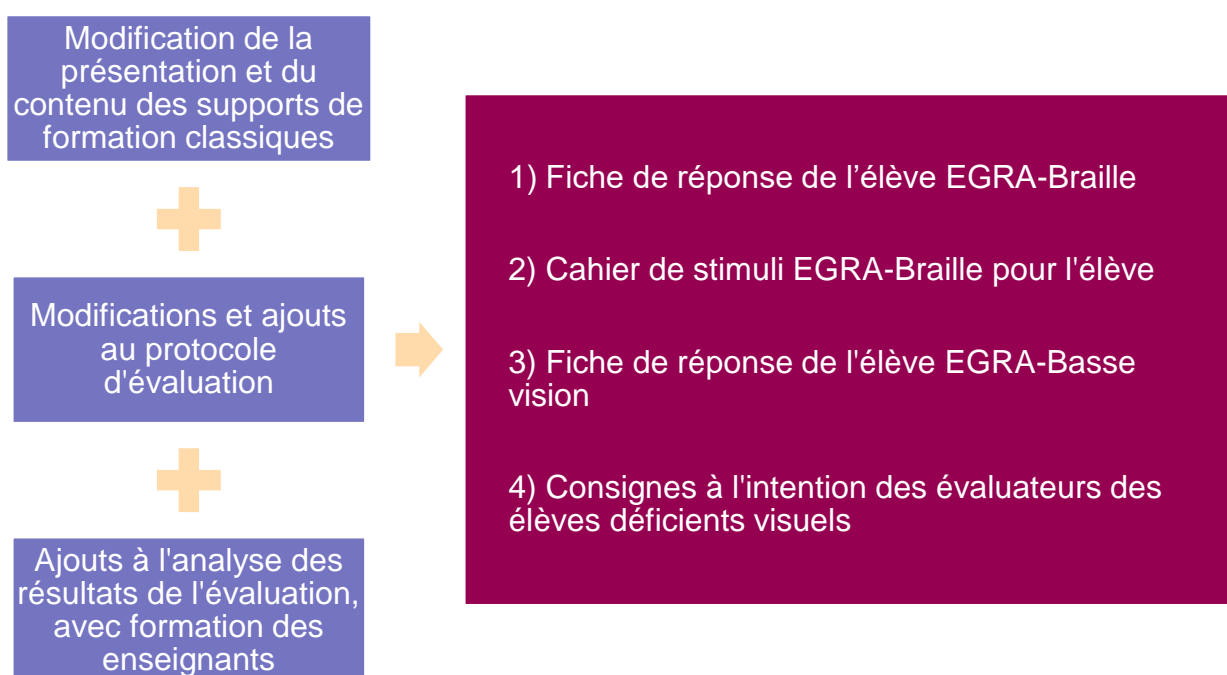 Modification de la
présentation et du
contenu des supports de
formation classiques
Modifications et ajouts
au protocole
d'évaluation
Ajouts à l'analyse des
résultats de l'évaluation,
avec formation des
enseignants
1) Fiche de réponse de l’élève EGRA-Braille
2) Cahier de stimuli EGRA-Braille pour l'élève
3) Fiche de réponse de l'élève EGRA-Basse
vision
4) Consignes à l'intention des évaluateurs des
élèves déficients visuels